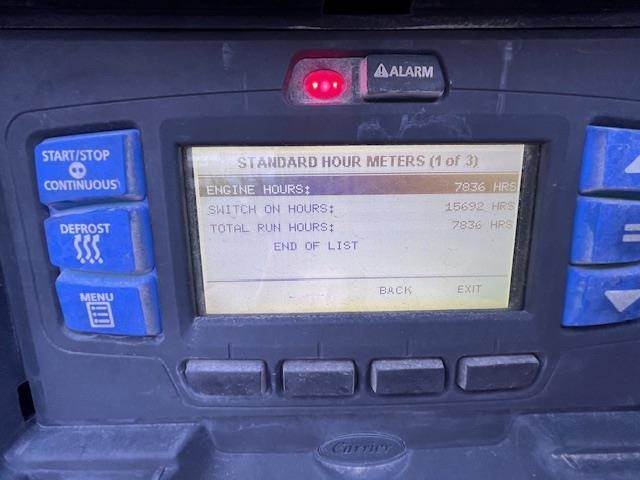 ALARM
START/STOP
CONTINUOUS
DEFROST
MENU
STANDARD HOUR METERS (1 of 3)
ENGINE HOURS: 7836 HRS
SWITCH ON HOURS: 15692 HRS
TOTAL RUN HOURS: 7836 HRS
END OF LIST
BACK EXIT
Carrier